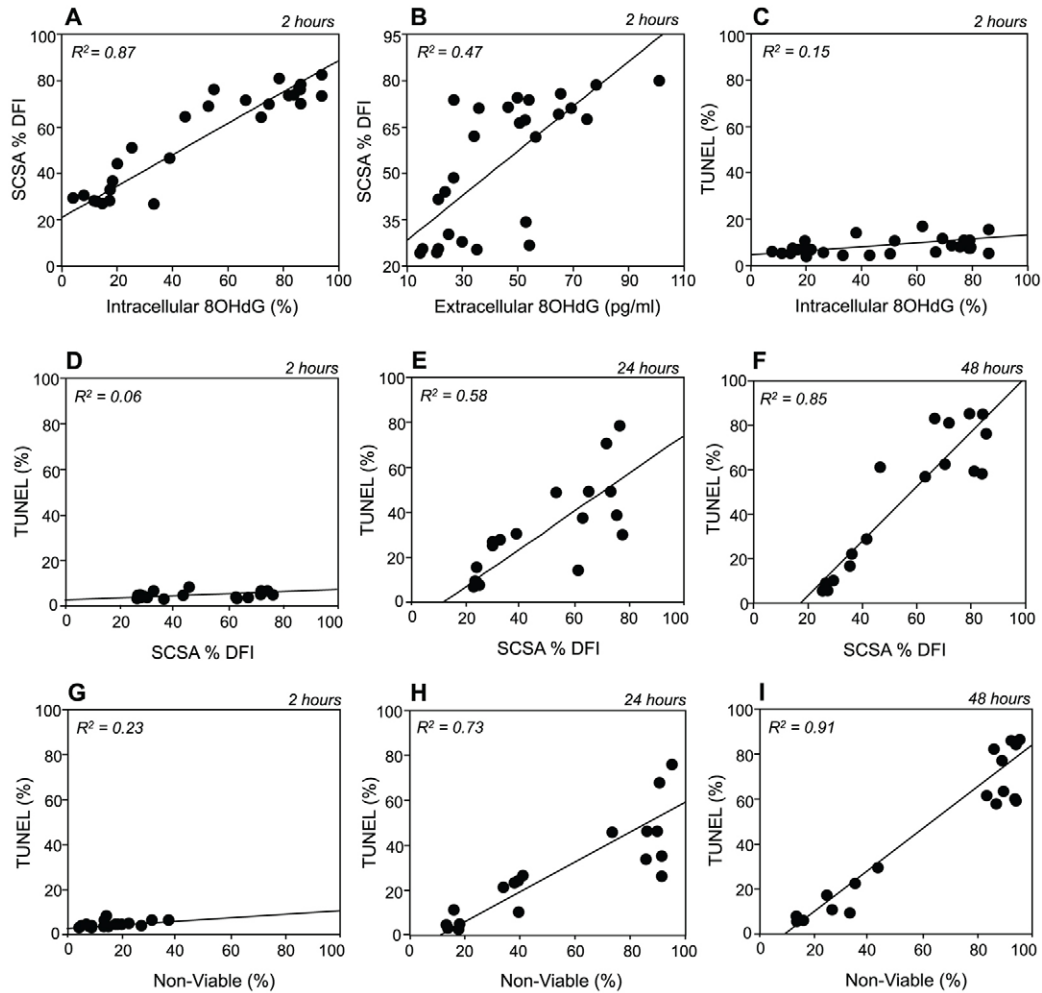 A 2 hours
R² = 0.87
SCSA % DFI
100
80
60
40
20
0
0 20 40 60 80 100
Intracellular 8OHdG (%)
B 2 hours
R² = 0.47
SCSA % DFI
95
80
65
50
35
20
10 30 50 70 90 110
Extracellular 8OHdG (pg/ml)
C 2 hours
R² = 0.15
TUNEL (%)
100
80
60
40
20
0
0 20 40 60 80 100
Intracellular 8OHdG (%)
D 2 hours
R² = 0.06
TUNEL (%)
100
80
60
40
20
0
0 20 40 60 80 100
SCSA % DFI
E 24 hours
R² = 0.58
TUNEL (%)
100
80
60
40
20
0
0 20 40 60 80 100
SCSA % DFI
F 48 hours
R² = 0.85
TUNEL (%)
100
80
60
40
20
0
0 20 40 60 80 100
SCSA % DFI
G 2 hours
R² = 0.23
TUNEL (%)
100
80
60
40
20
0
0 20 40 60 80 100
Non-Viable (%)
H 24 hours
R² = 0.73
TUNEL (%)
100
80
60
40
20
0
0 20 40 60 80 100
Non-Viable (%)
I 48 hours
R² = 0.91
TUNEL (%)
100
80
60
40
20
0
0 20 40 60 80 100
Non-Viable (%)